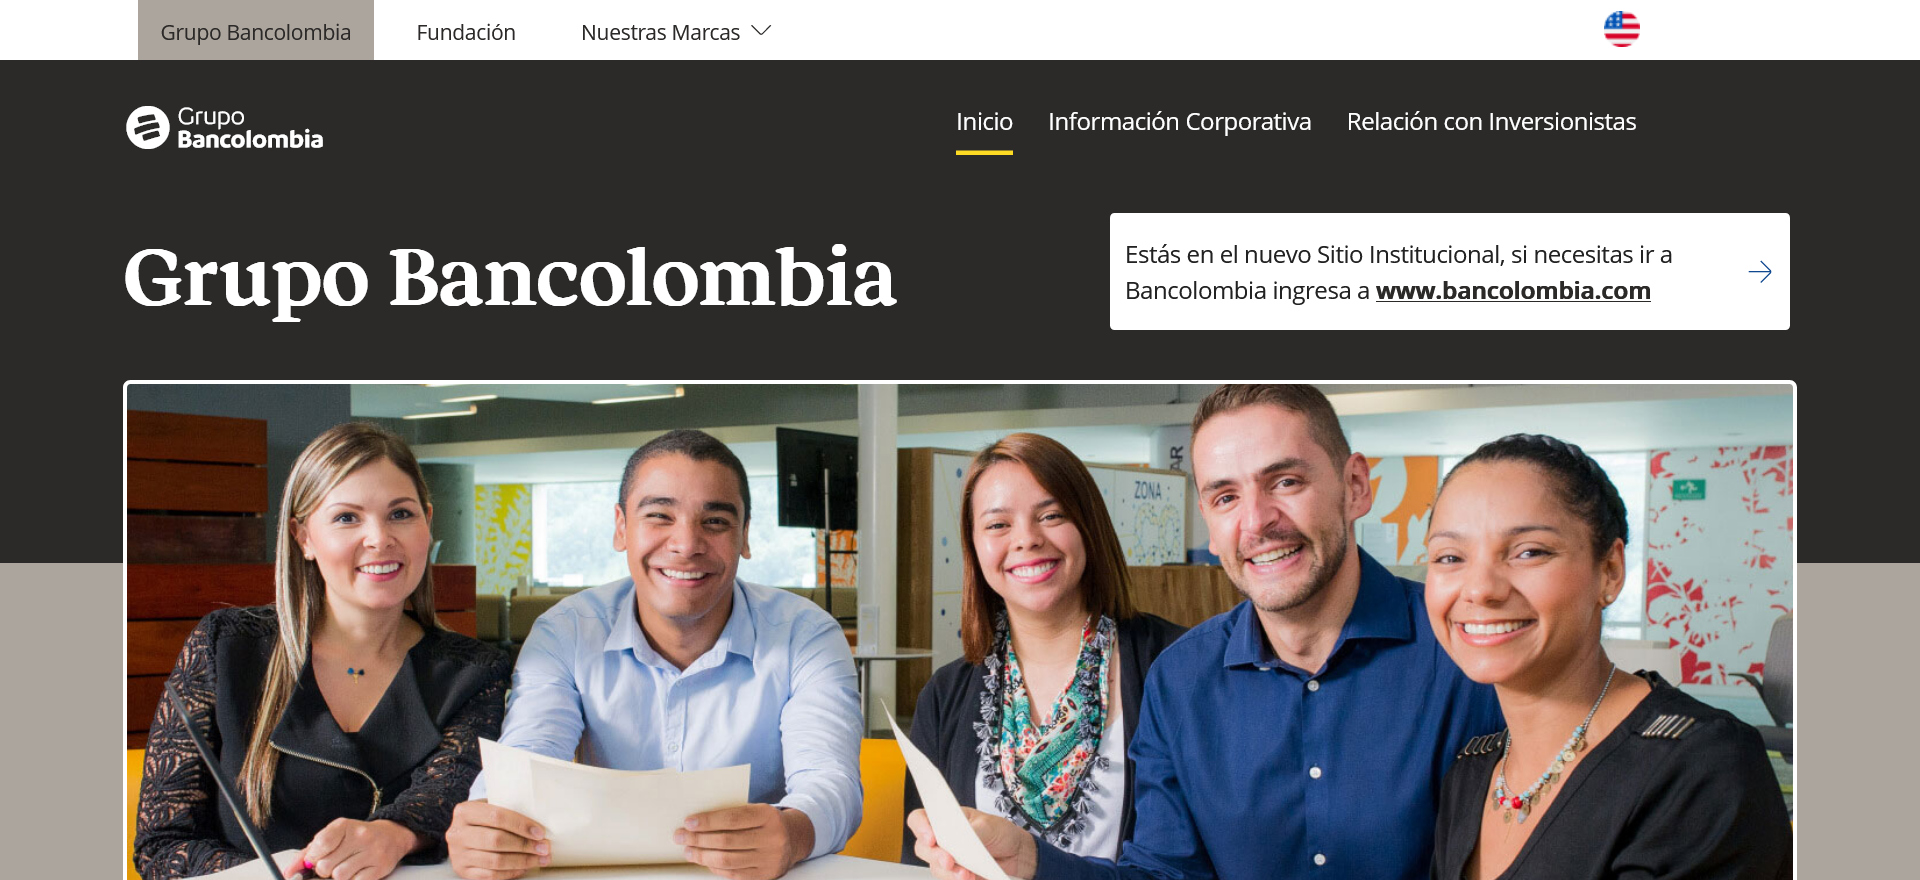 Grupo Bancolombia
Fundación
Nuestras Marcas
Grupo
Bancolombia
Inicio
Información Corporativa
Relación con Inversionistas
Grupo Bancolombia
Estás en el nuevo Sitio Institucional, si necesitas ir a
Bancolombia ingresa a www.bancolombia.com
ZONA
AR